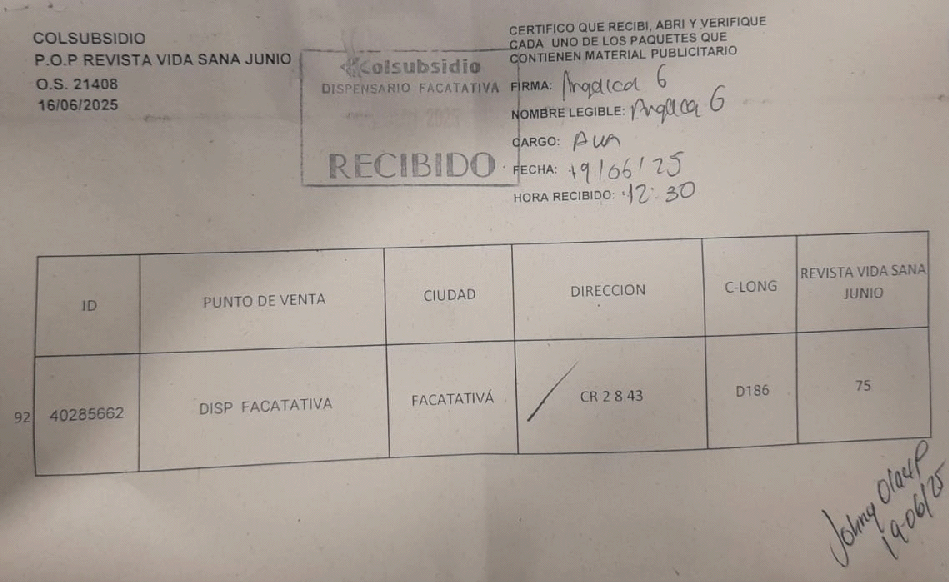 COLSUBSIDIO
P.O.P REVISTA VIDA SANA JUNIO
O.S. 21408
16/06/2025
Colsubsidio
DISPENSARIO FACATATIVA
2025
RECIBIDO
CERTIFICO QUE RECIBI, ABRI Y VERIFIQUE
CADA UNO DE LOS PAQUETES QUE
CONTIENEN MATERIAL PUBLICITARIO
FIRMA: Angelica G
NOMBRE LEGIBLE: Angelica G
CARGO:
FECHA: 19/06/25
HORA RECIBIDO: 12:30
ID PUNTO DE VENTA CIUDAD DIRECCION C-LONG REVISTA VIDA SANA
JUNIO
92 40285662 DISP FACATATIVA FACATATIVÁ CR 2 8 43 D186 75
Johny
19-06/25